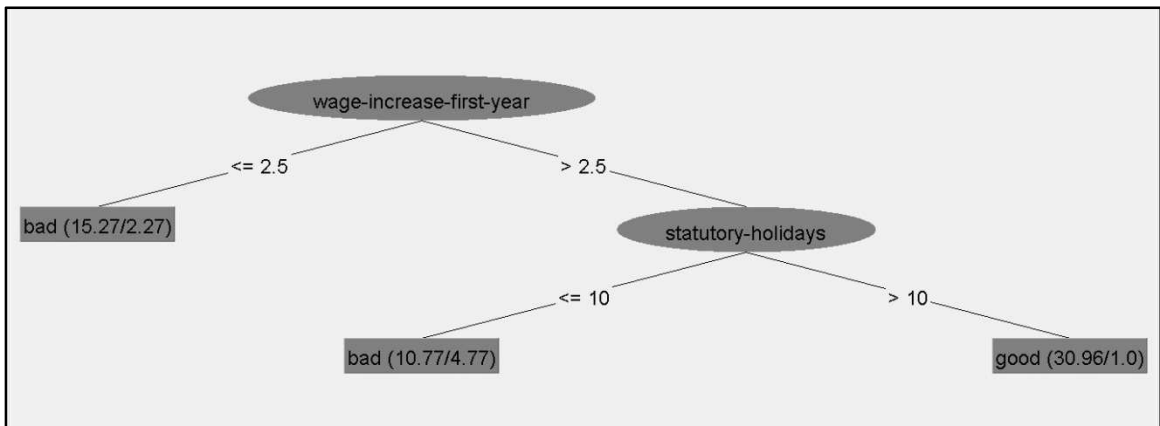 wage-increase-first-year
<= 2.5
> 2.5
bad (15.27/2.27)
statutory-holidays
<= 10
> 10
bad (10.77/4.77)
good (30.96/1.0)